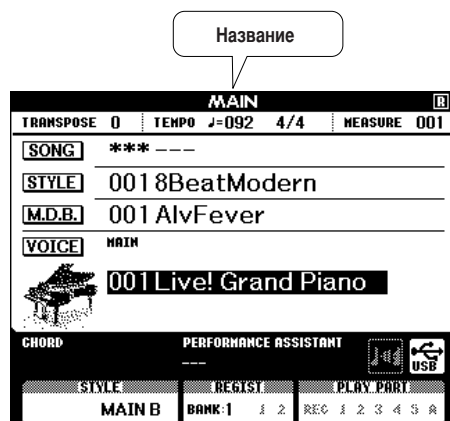 Название
MAIN R
TRANSPOSE 0 TEMPO ♩=092 4/4 MEASURE 001
SONG *** ---
STYLE 001 8BeatModern
M.D.B. 001 AlvFever
VOICE MAIN
001 Live! Grand Piano
CHORD PERFORMANCE ASSISTANT
---
USB
STYLE REGIST PLAY PART
MAIN B BANK:1 1 2 REC 1 2 3 4 5 A